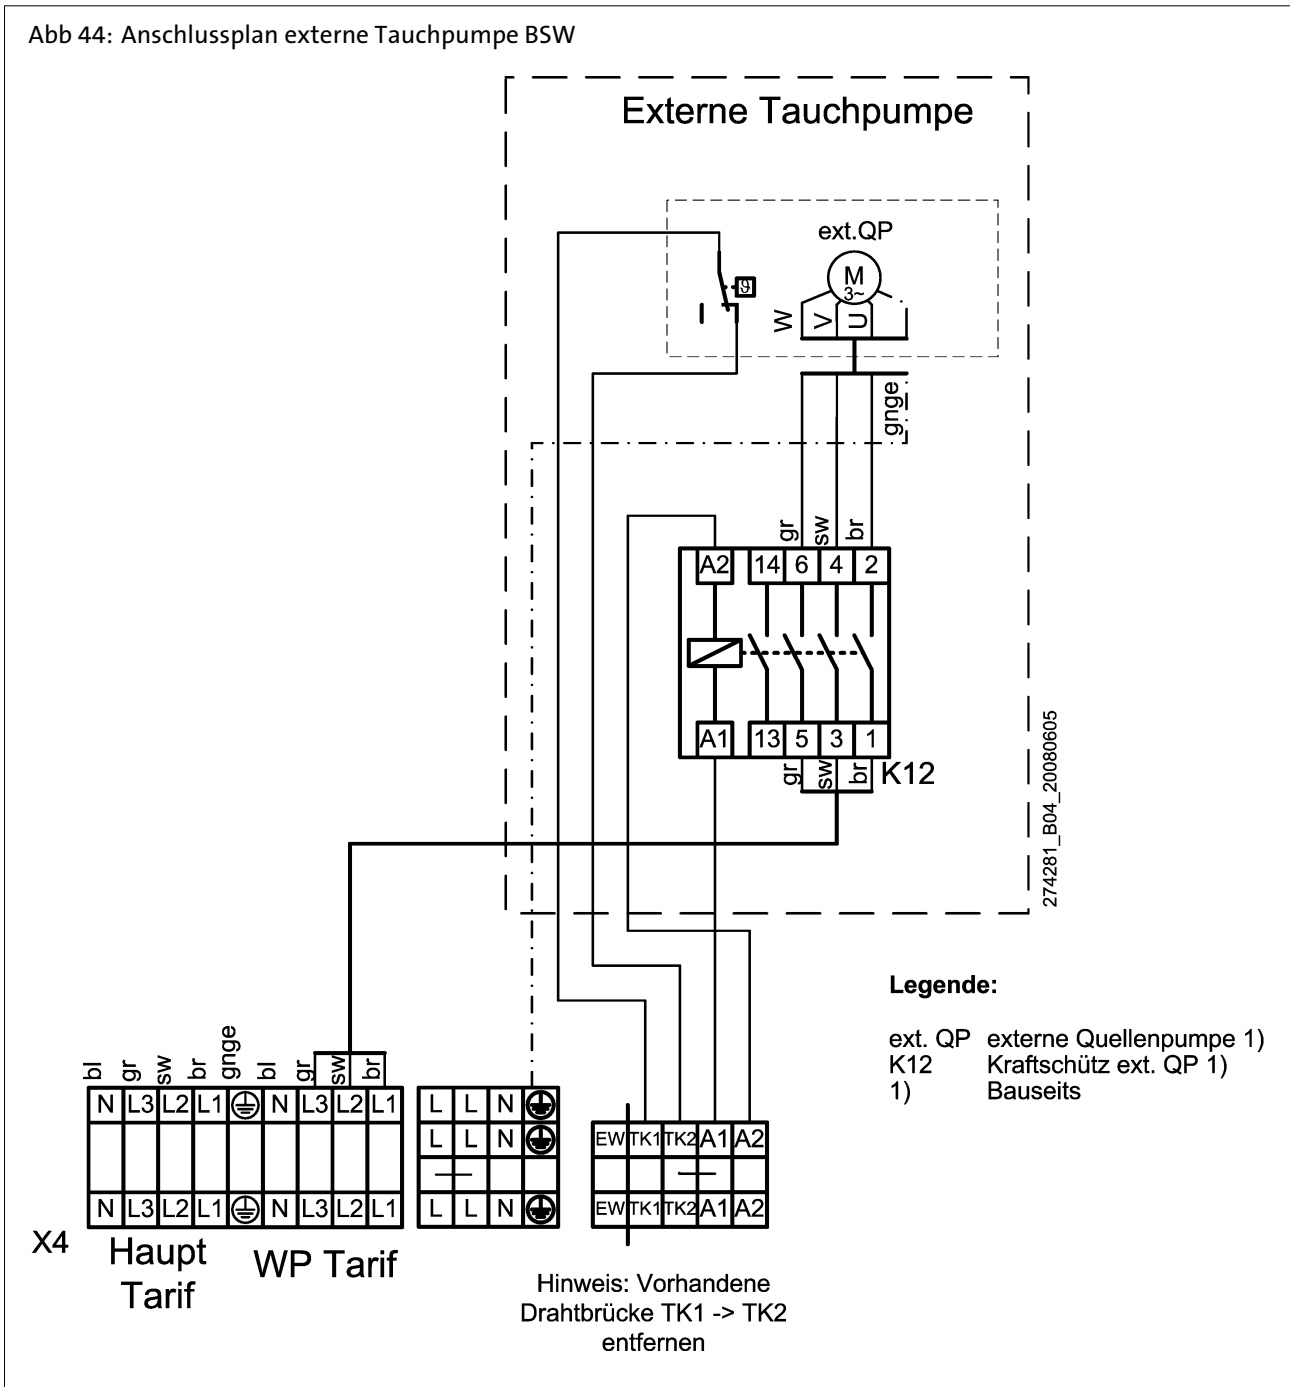 Abb 44: Anschlussplan externe Tauchpumpe BSW
Externe Tauchpumpe
ext.QP
M
3~
ϑ
W V U
gnge
gr sw br
A2 14 6 4 2
A1 13 5 3 1
gr sw br K12
274281_B04_20080605
Legende:
ext. QP externe Quellenpumpe 1)
K12 Kraftschütz ext. QP 1)
1) Bauseits
bl gr sw br gnge bl gr sw br
N L3 L2 L1 N L3 L2 L1
L L N
L L N
EW TK1 TK2 A1 A2
N L3 L2 L1 N L3 L2 L1
L L N
EW TK1 TK2 A1 A2
X4
Haupt
Tarif
WP Tarif
Hinweis: Vorhandene
Drahtbrücke TK1 -> TK2
entfernen